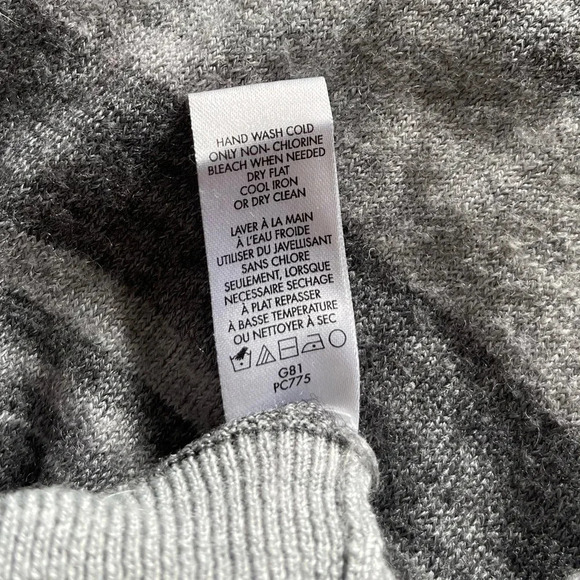 HAND WASH COLD
ONLY NON- CHLORINE
BLEACH WHEN NEEDED
DRY FLAT
COOL IRON
OR DRY CLEAN
LAVER À LA MAIN
À L'EAU FROIDE
UTILISER DU JAVELLISANT
SANS CHLORE
SEULEMENT, LORSQUE
NECESSAIRE SECHAGE
À PLAT REPASSER
À BASSE TEMPERATURE
OU NETTOYER À SEC
G81
PC775